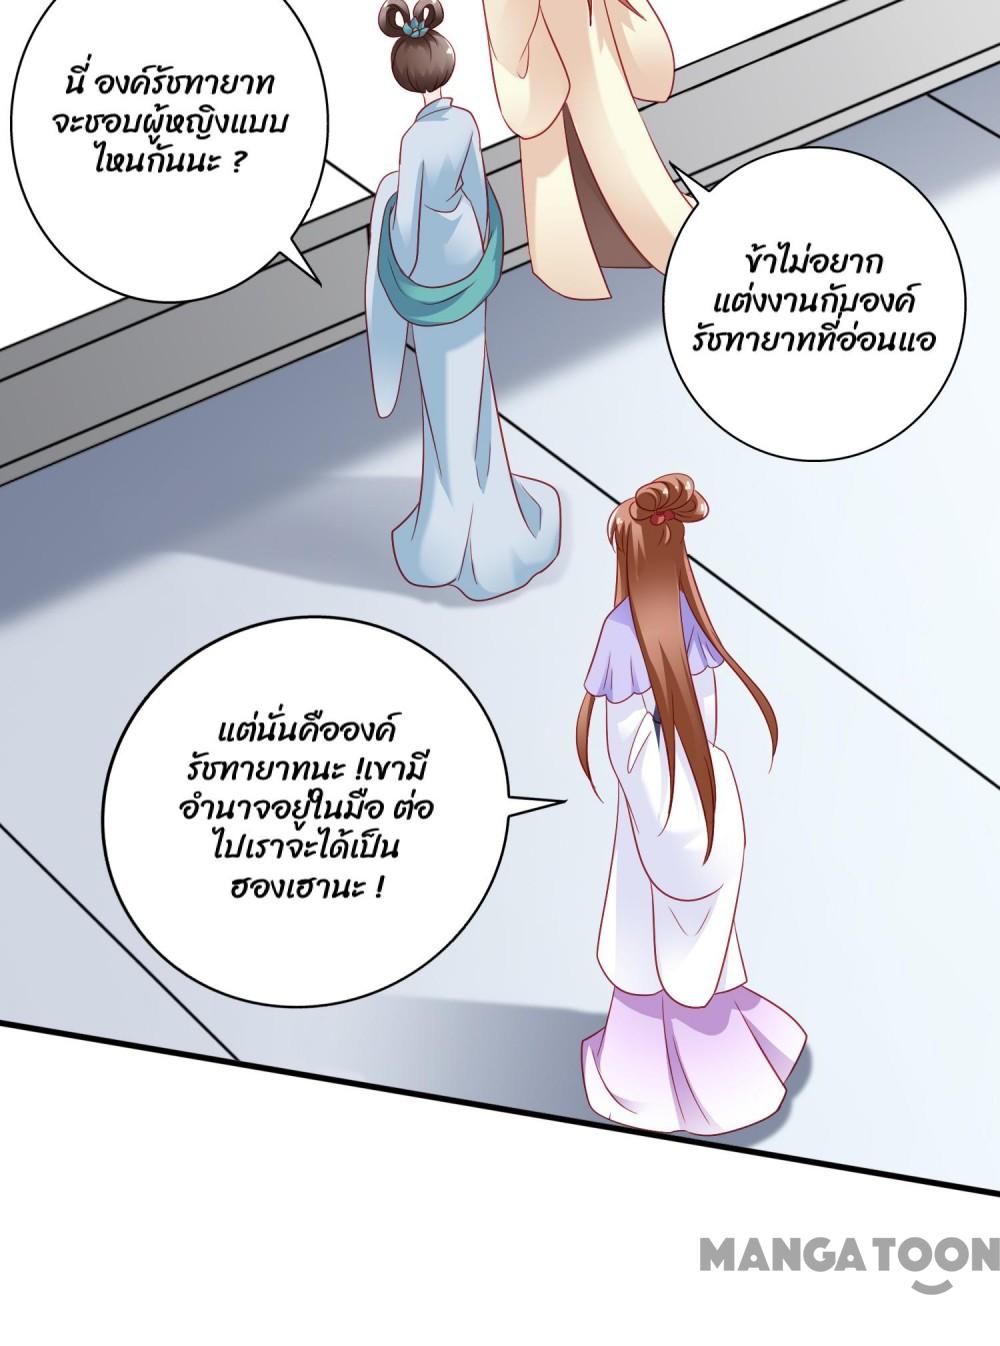 นี่ องค์รัชทายาท
จะชอบผู้หญิงแบบ
ไหนกันนะ ?
ข้าไม่อยาก
แต่งงานกับองค์
รัชทายาทที่อ่อนแอ
แต่นั่นคือองค์
รัชทายาทนะ !เขามี
อำนาจอยู่ในมือ ต่อ
ไปเราจะได้เป็น
ฮองเฮานะ !
MANGATOON